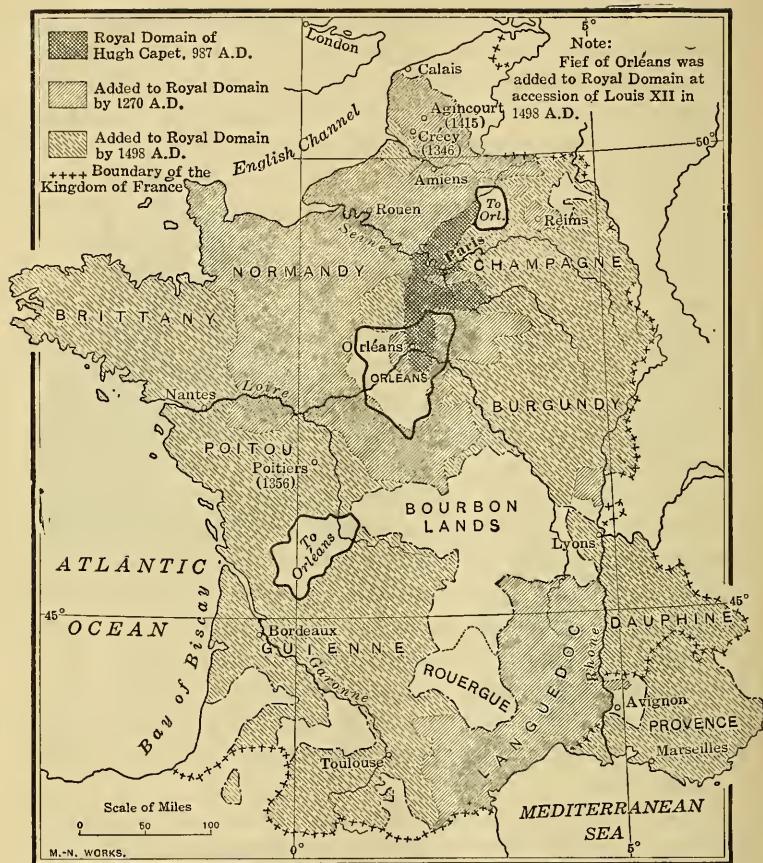 Royal Domain of
Hugh Capet, 987 A.D.
Added to Royal Domain
by 1270 A.D.
Added to Royal Domain
by 1498 A.D.
++++ Boundary of the
Kingdom of France
Note:
Fief of Orléans was
added to Royal Domain at
accession of Louis XII in
1498 A.D.
5°
London
Calais
Agincourt
(1415)
Crécy
(1346)
English Channel
50°
Amiens
To
Orl.
Rouen
Reims
Seine
Paris
NORMANDY
CHAMPAGNE
BRITTANY
Orléans
ORLÉANS
Nantes
Loire
BURGUNDY
POITOU
Poitiers
(1356)
BOURBON
LANDS
To
Orléans
Lyons
ATLANTIC
OCEAN
45°
45°
Bay of Biscay
Bordeaux
GUIENNE
Garonne
ROUERGUE
LANGUEDOC
Rhone
DAUPHINE
Avignon
PROVENCE
Marseilles
Toulouse
Scale of Miles
0 50 100
MEDITERRANEAN
SEA
M.-N. WORKS.
0°
5°